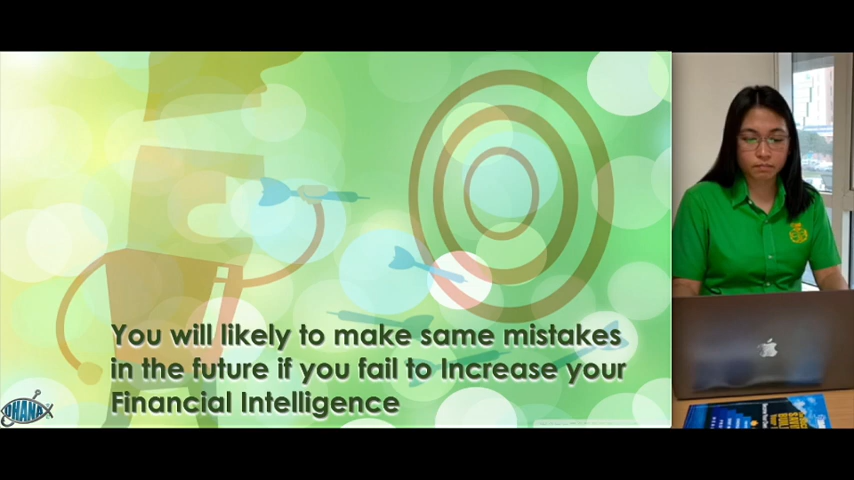 You will likely to make same mistakes
in the future if you fail to Increase your
Financial Intelligence
OHANA